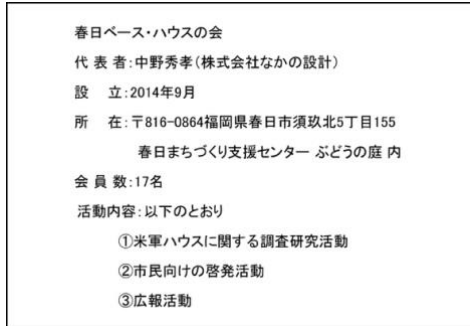 春日ベース・ハウスの会
代 表 者:中野秀孝(株式会社なかの設計)
設　 立:2014年9月
所　 在:〒816-0864福岡県春日市須玖北5丁目155
春日まちづくり支援センター ぶどうの庭 内
会 員 数:17名
活動内容:以下のとおり
①米軍ハウスに関する調査研究活動
②市民向けの啓発活動
③広報活動